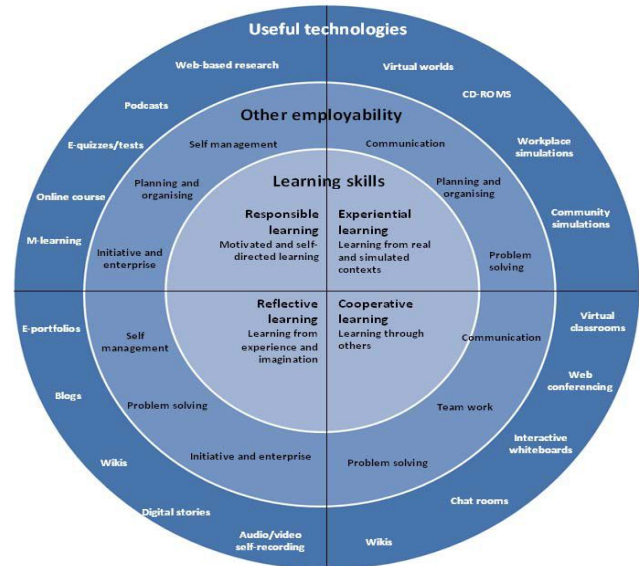 Useful technologies
Web-based research
Virtual worlds
Podcasts
CD-ROMS
E-quizzes/tests
Workplace
simulations
Online course
Community
simulations
M-learning
Other employability
Self management
Communication
Planning and
organising
Planning and
organising
Initiative and
enterprise
Problem
solving
Learning skills
Responsible
learning
Motivated and self-
directed learning
Experiential
learning
Learning from real
and simulated
contexts
Reflective
learning
Learning from
experience and
imagination
Cooperative
learning
Learning through
others
Self
management
Communication
Problem solving
Team work
Initiative and enterprise
Problem solving
E-portfolios
Virtual
classrooms
Blogs
Web
conferencing
Wikis
Interactive
whiteboards
Digital stories
Chat rooms
Audio/video
self-recording
Wikis